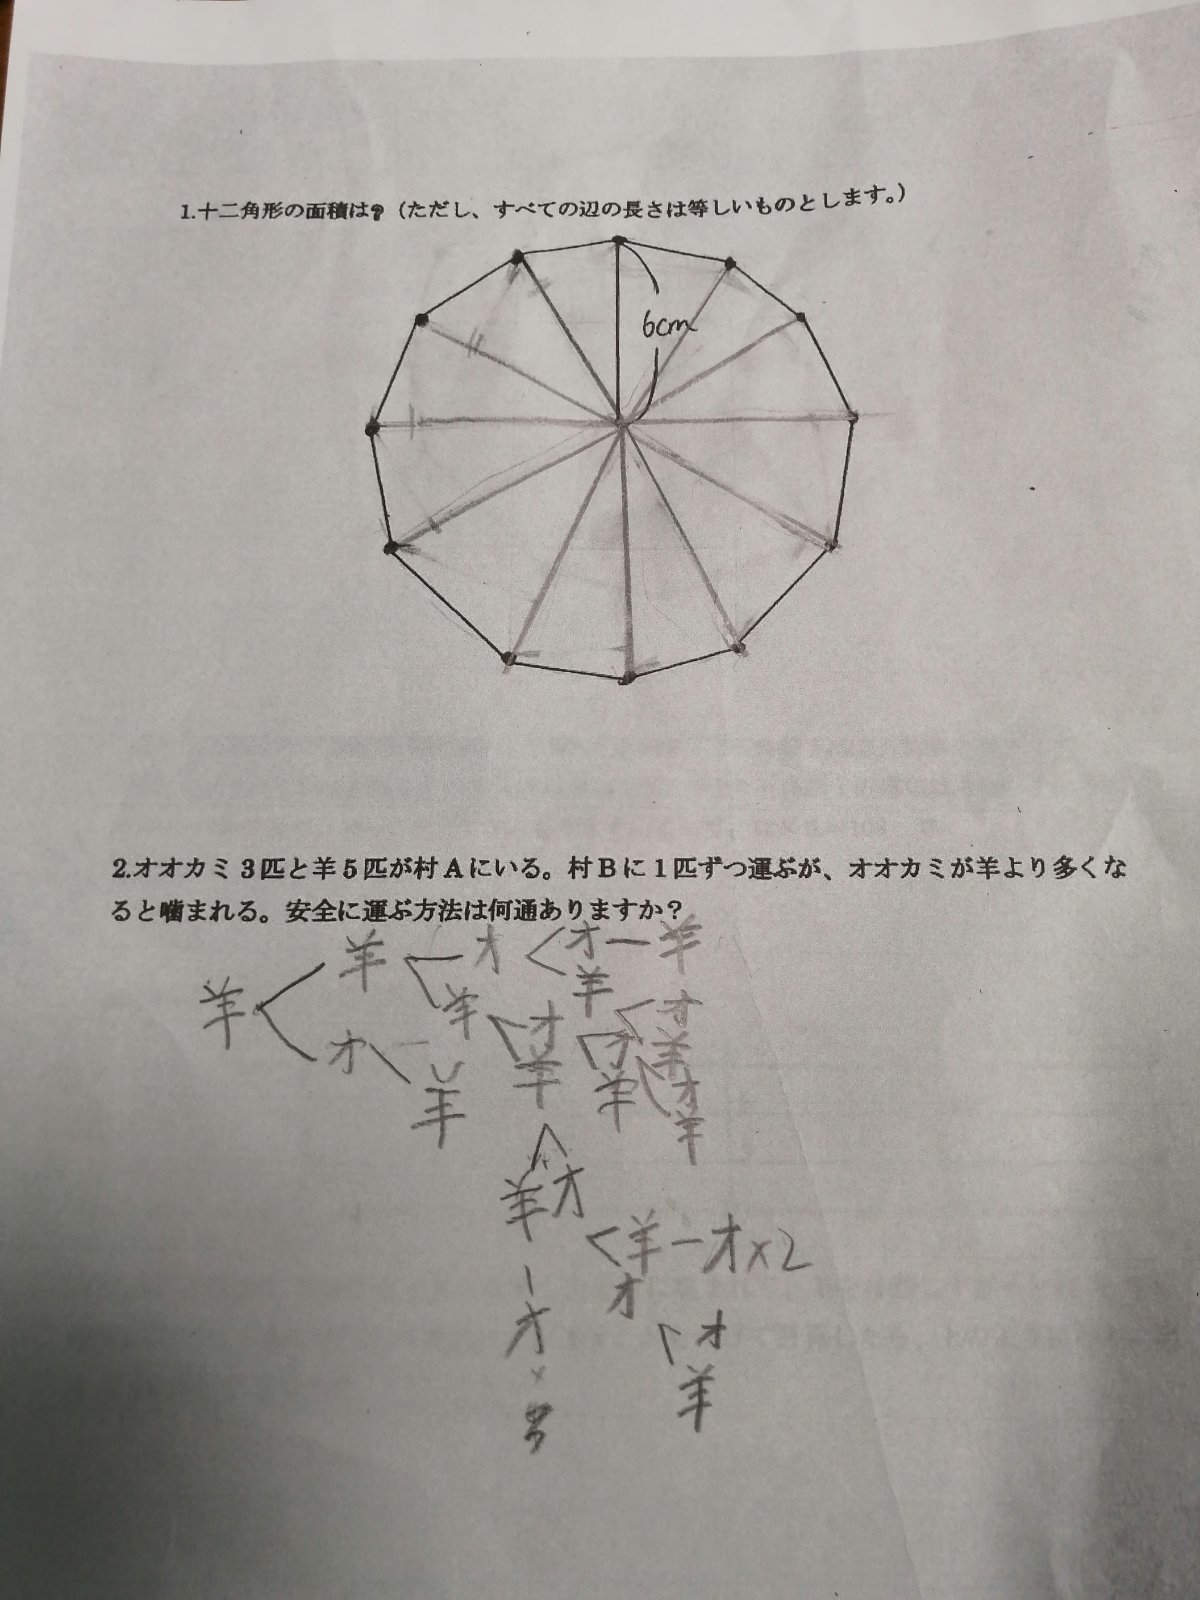 1.十二角形の面積は?(ただし、すべての辺の長さは等しいものとします。)
6cm
2.オオカミ3匹と羊5匹が村Aにいる。村Bに1匹ずつ運ぶが、オオカミが羊より多くな
ると噛まれる。安全に運ぶ方法は何通ありますか?
羊 オ オ 羊
羊 羊 羊 オ
オ オ オ 羊
羊 羊 羊 オ
羊
羊 オ
羊 オ×2
オ オ
オ
× 羊
3